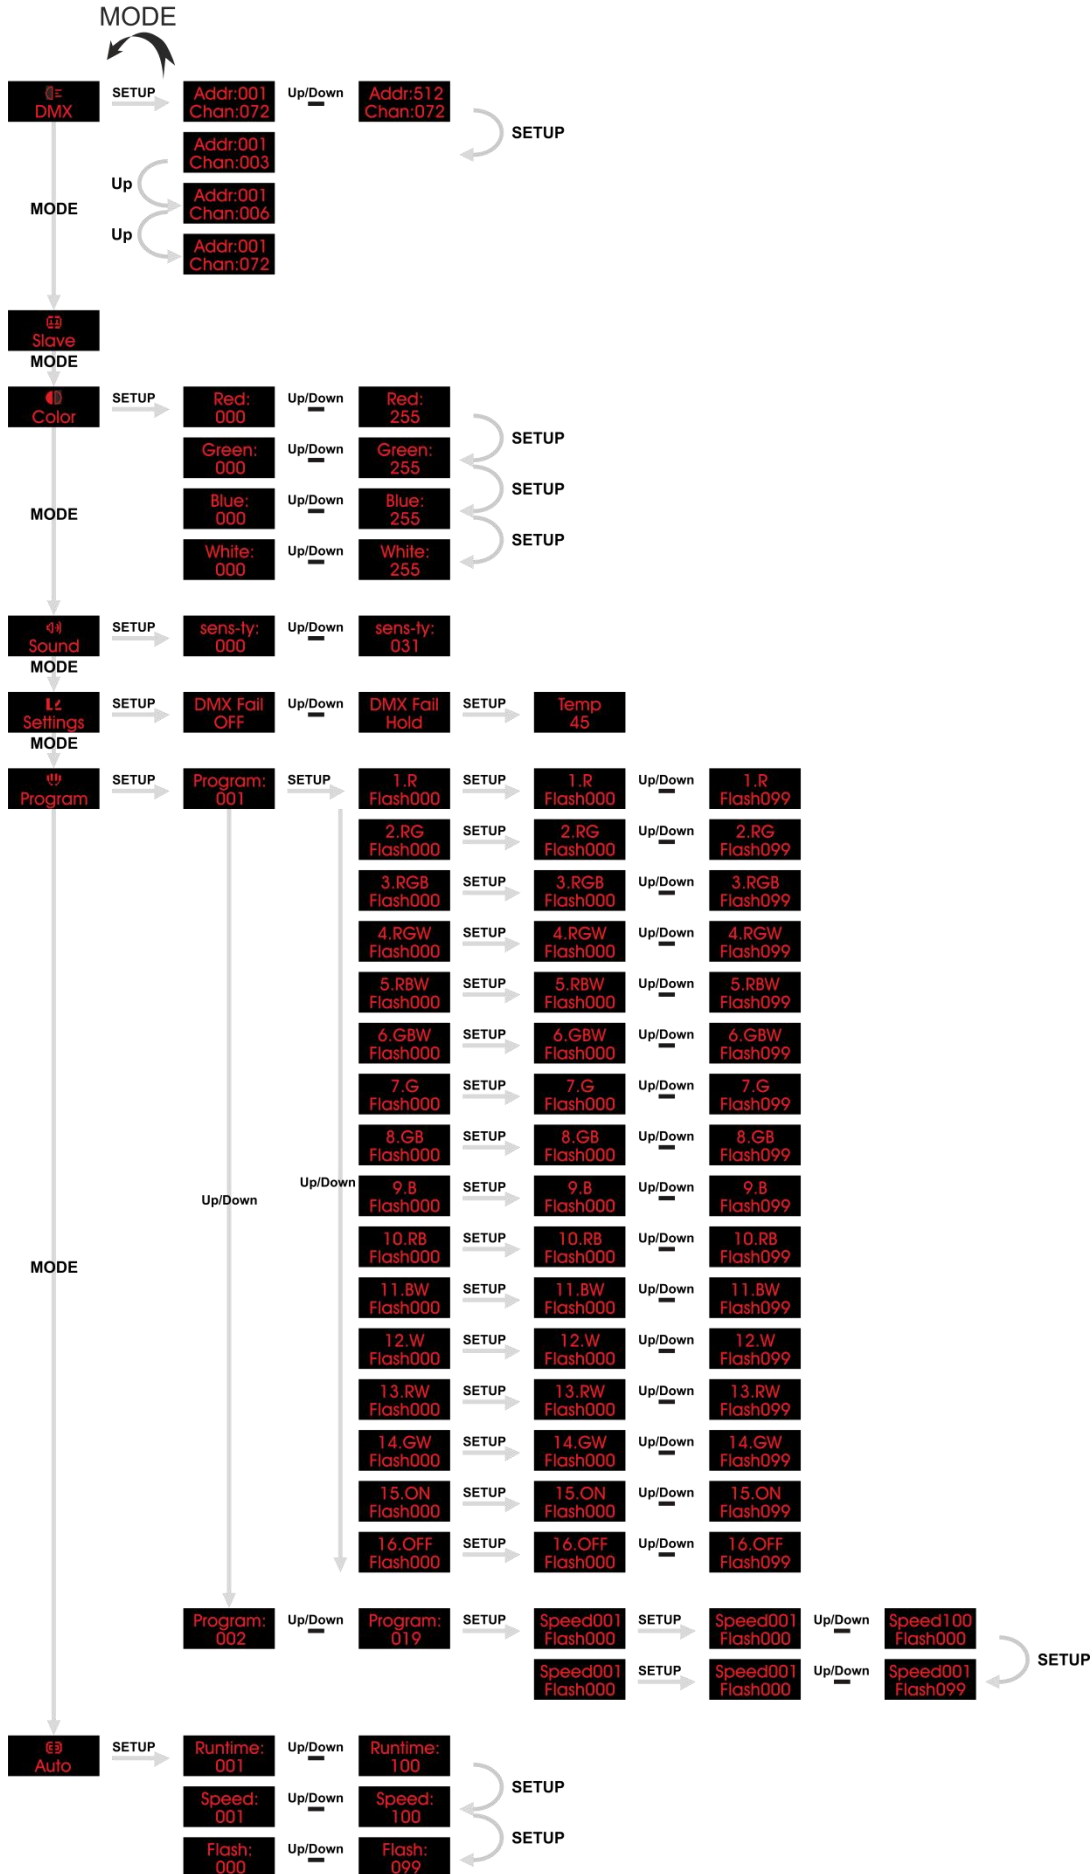 MODE
DMX
SETUP
Addr:001
Chan:072
Up/Down
Addr:512
Chan:072
SETUP
Addr:001
Chan:003
Up
Addr:001
Chan:006
MODE
Up
Addr:001
Chan:072
Slave
MODE
Color
SETUP
Red:
000
Up/Down
Red:
255
SETUP
Green:
000
Up/Down
Green:
255
SETUP
MODE
Blue:
000
Up/Down
Blue:
255
SETUP
White:
000
Up/Down
White:
255
Sound
SETUP
sens-ty:
000
Up/Down
sens-ty:
031
MODE
Settings
SETUP
DMX Fail
OFF
Up/Down
DMX Fail
Hold
SETUP
Temp
45
MODE
Program
SETUP
Program:
001
SETUP
1.R
Flash000
SETUP
1.R
Flash000
Up/Down
1.R
Flash099
2.RG
Flash000
SETUP
2.RG
Flash000
Up/Down
2.RG
Flash099
3.RGB
Flash000
SETUP
3.RGB
Flash000
Up/Down
3.RGB
Flash099
4.RGW
Flash000
SETUP
4.RGW
Flash000
Up/Down
4.RGW
Flash099
5.RBW
Flash000
SETUP
5.RBW
Flash000
Up/Down
5.RBW
Flash099
6.GBW
Flash000
SETUP
6.GBW
Flash000
Up/Down
6.GBW
Flash099
7.G
Flash000
SETUP
7.G
Flash000
Up/Down
7.G
Flash099
8.GB
Flash000
SETUP
8.GB
Flash000
Up/Down
8.GB
Flash099
Up/Down
Up/Down
9.B
Flash000
SETUP
9.B
Flash000
Up/Down
9.B
Flash099
10.RB
Flash000
SETUP
10.RB
Flash000
Up/Down
10.RB
Flash099
MODE
11.BW
Flash000
SETUP
11.BW
Flash000
Up/Down
11.BW
Flash099
12.W
Flash000
SETUP
12.W
Flash000
Up/Down
12.W
Flash099
13.RW
Flash000
SETUP
13.RW
Flash000
Up/Down
13.RW
Flash099
14.GW
Flash000
SETUP
14.GW
Flash000
Up/Down
14.GW
Flash099
15.ON
Flash000
SETUP
15.ON
Flash000
Up/Down
15.ON
Flash099
16.OFF
Flash000
SETUP
16.OFF
Flash000
Up/Down
16.OFF
Flash099
Program:
002
Up/Down
Program:
019
SETUP
Speed001
Flash000
SETUP
Speed001
Flash000
Up/Down
Speed100
Flash000
SETUP
Speed001
Flash000
SETUP
Speed001
Flash000
Up/Down
Speed001
Flash099
Auto
SETUP
Runtime:
001
Up/Down
Runtime:
100
SETUP
Speed:
001
Up/Down
Speed:
100
SETUP
Flash:
000
Up/Down
Flash:
099